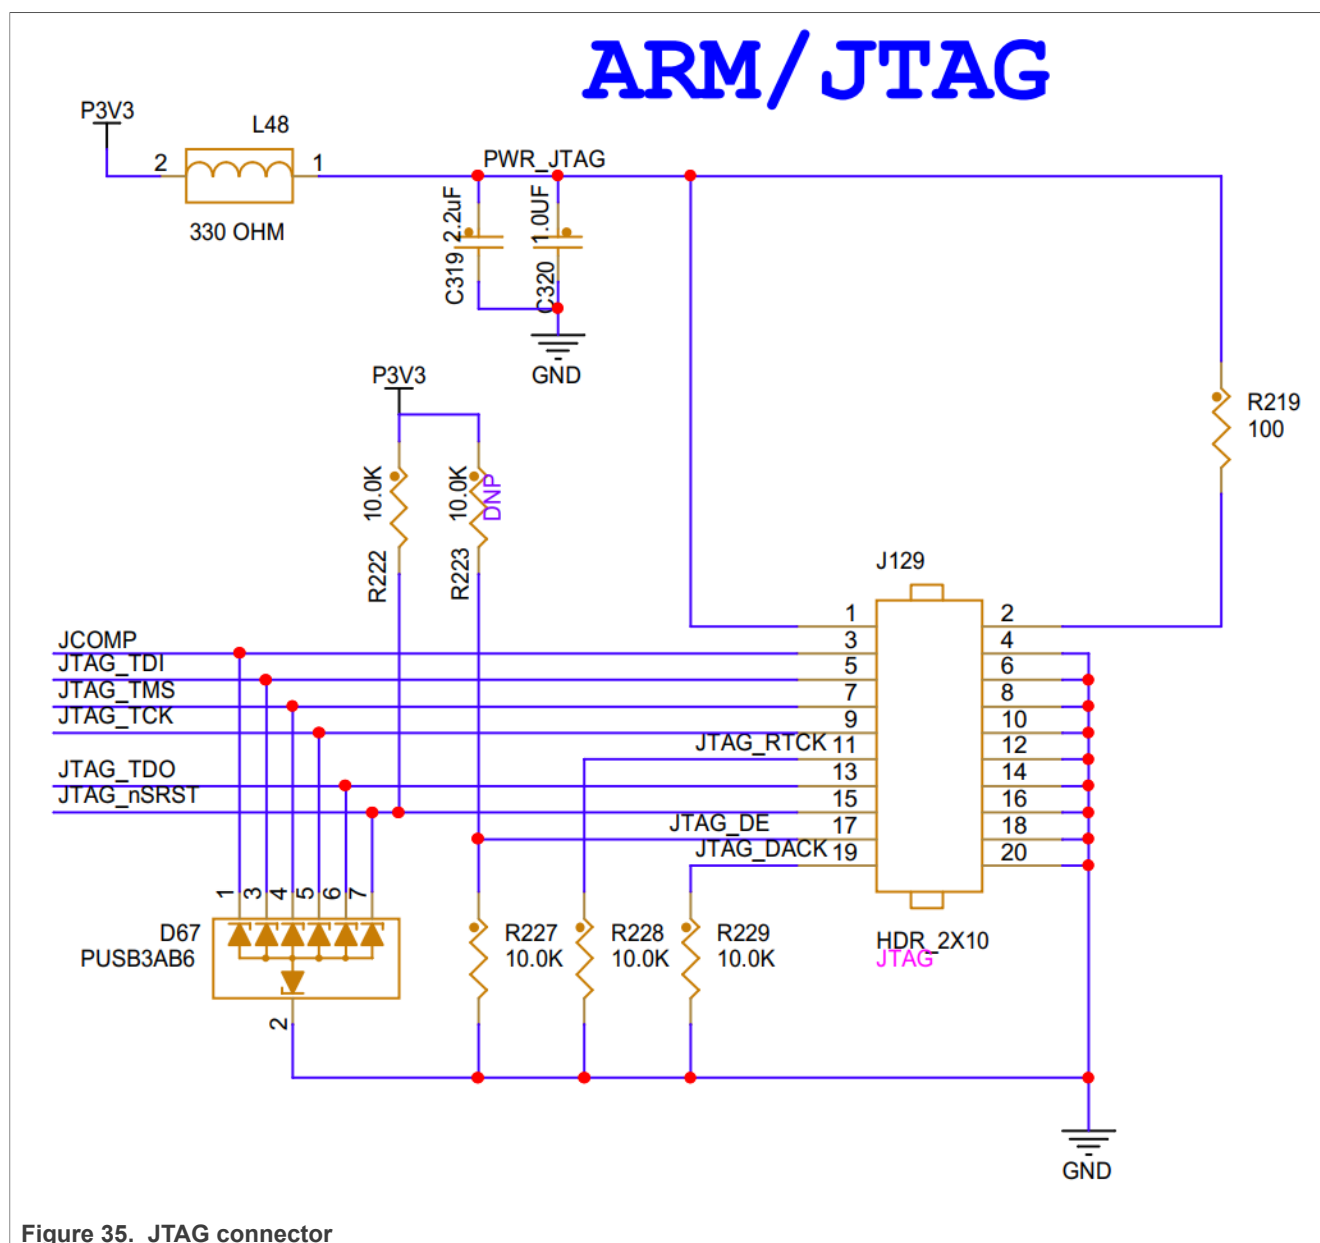 ARM/JTAG
P3V3
L48
2
1
330 OHM
PWR_JTAG
2.2uF
C319
1.0UF
C320
GND
P3V3
10.0K
R222
10.0K
DNP
R223
R219
100
J129
1
2
3
4
5
6
7
8
9
10
11
12
13
14
15
16
17
18
19
20
JCOMP
JTAG_TDI
JTAG_TMS
JTAG_TCK
JTAG_RTCK
JTAG_TDO
JTAG_nSRST
JTAG_DE
JTAG_DACK
1
3
4
5
6
7
D67
PUSB3AB6
2
R227
10.0K
R228
10.0K
R229
10.0K
HDR_2X10
JTAG
GND
Figure 35. JTAG connector